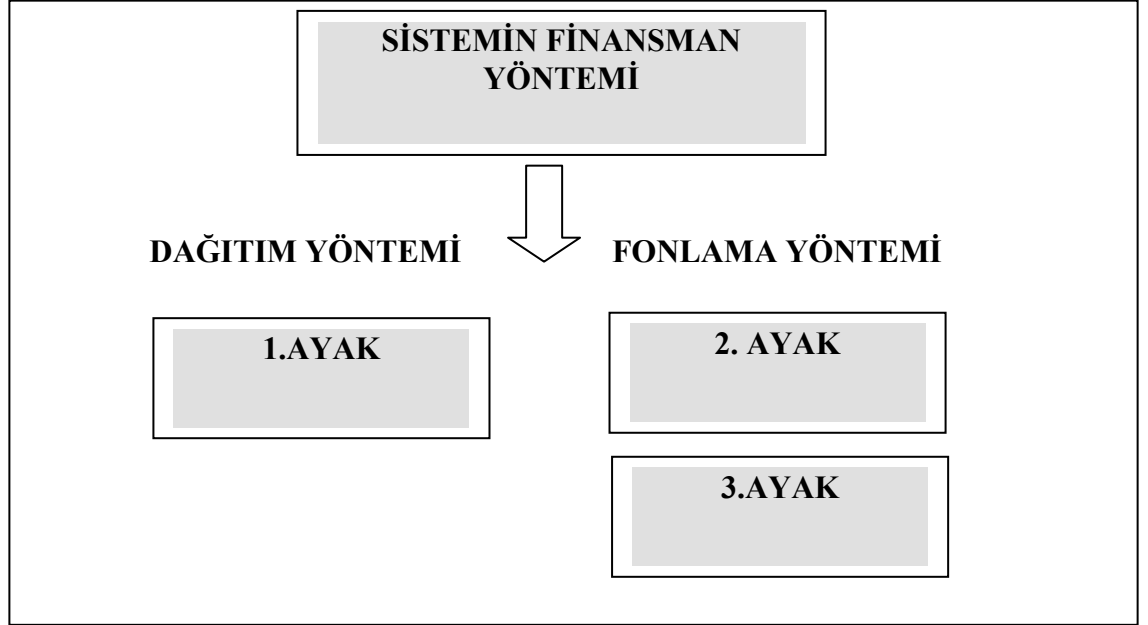 SİSTEMİN FİNANSMAN
YÖNTEMİ
DAĞITIM YÖNTEMİ
FONLAMA YÖNTEMİ
1.AYAK
2. AYAK
3.AYAK